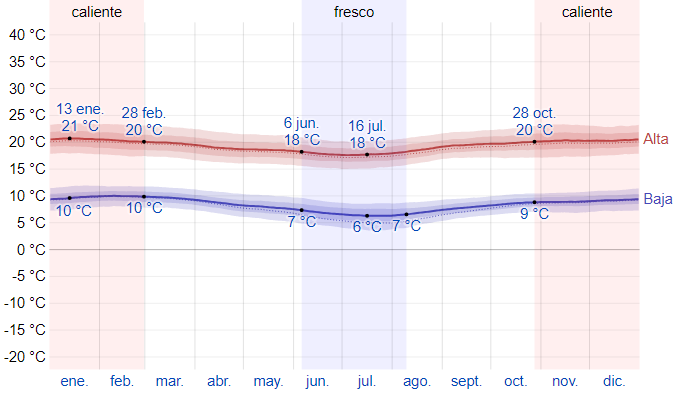 caliente fresco caliente
40 °C
35 °C
30 °C
25 °C
20 °C
15 °C
10 °C
5 °C
0 °C
-5 °C
-10 °C
-15 °C
-20 °C
13 ene.
21 °C
28 feb.
20 °C
6 jun.
18 °C
16 jul.
18 °C
28 oct.
20 °C
Alta
10 °C
10 °C
7 °C
6 °C
7 °C
9 °C
Baja
ene. feb. mar. abr. may. jun. jul. ago. sept. oct. nov. dic.